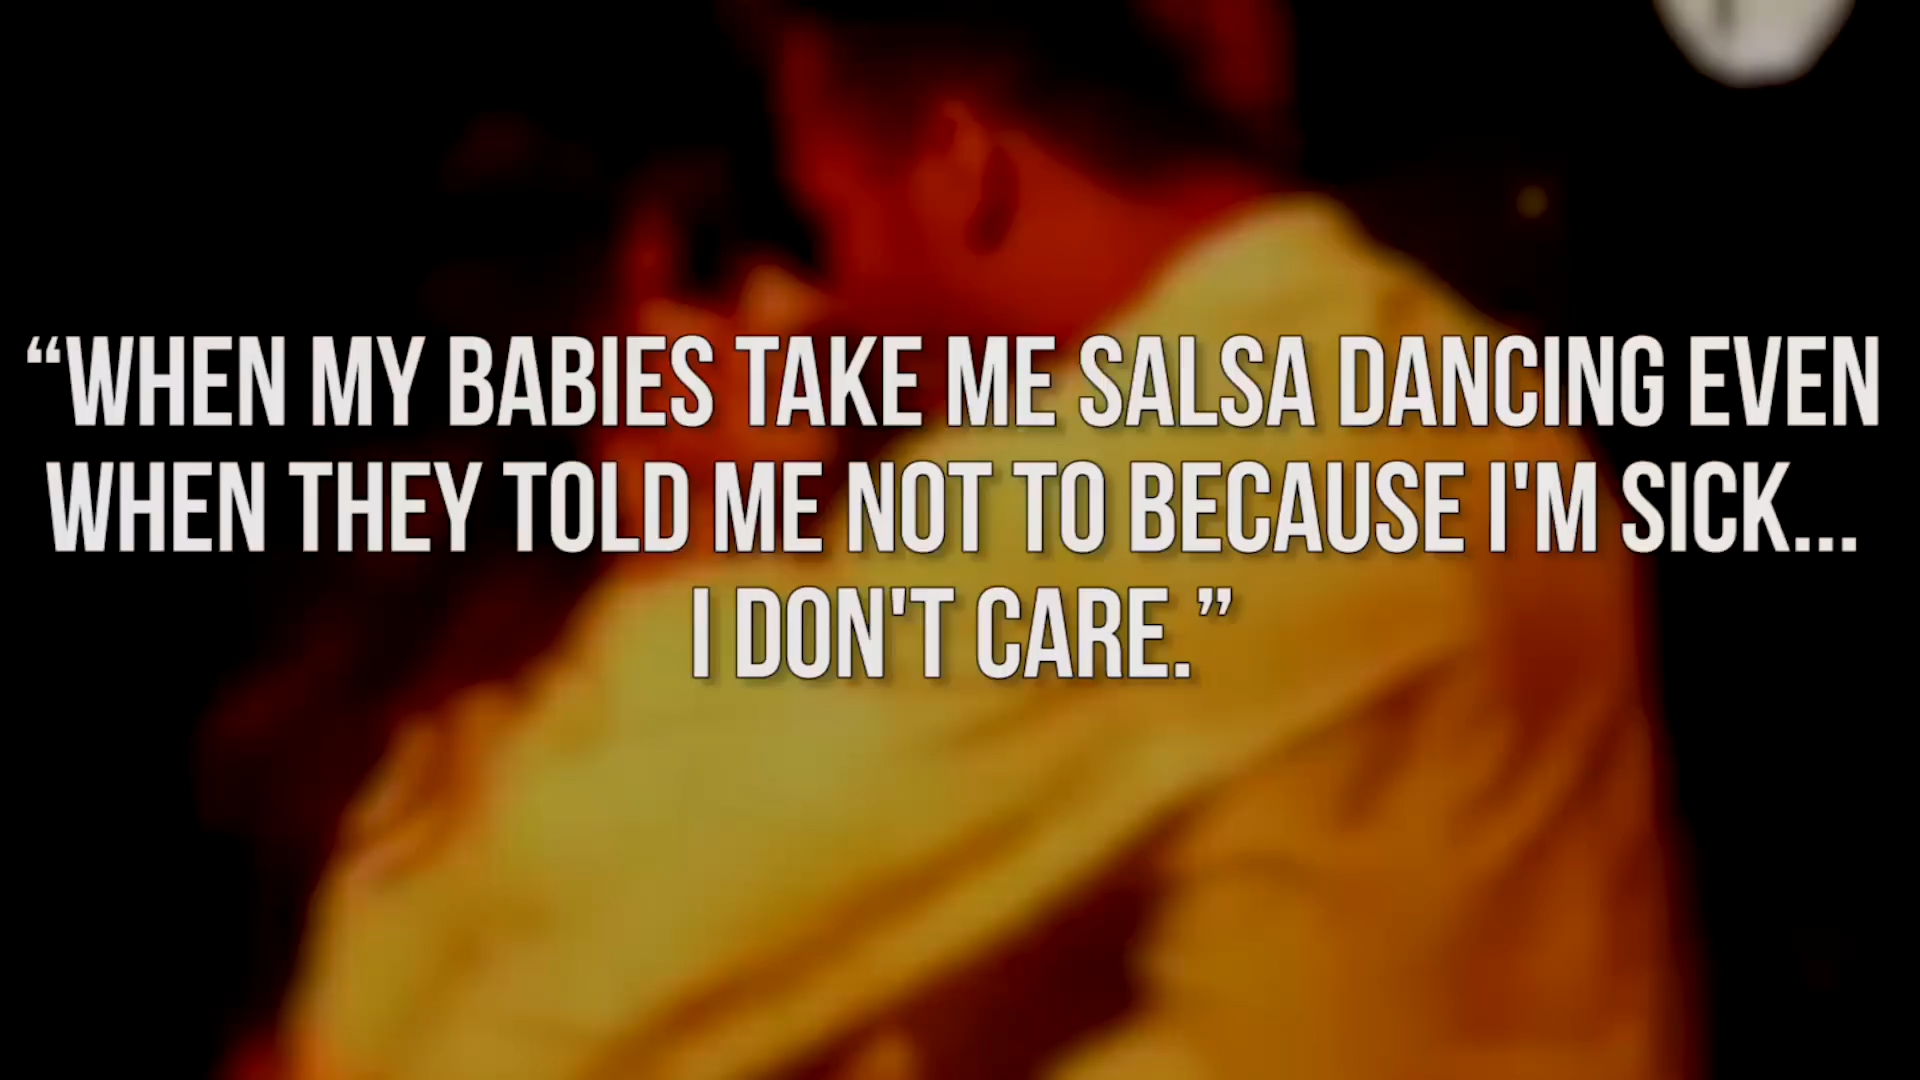 “WHEN MY BABIES TAKE ME SALSA DANCING EVEN
WHEN THEY TOLD ME NOT TO BECAUSE I'M SICK...
I DON'T CARE.”